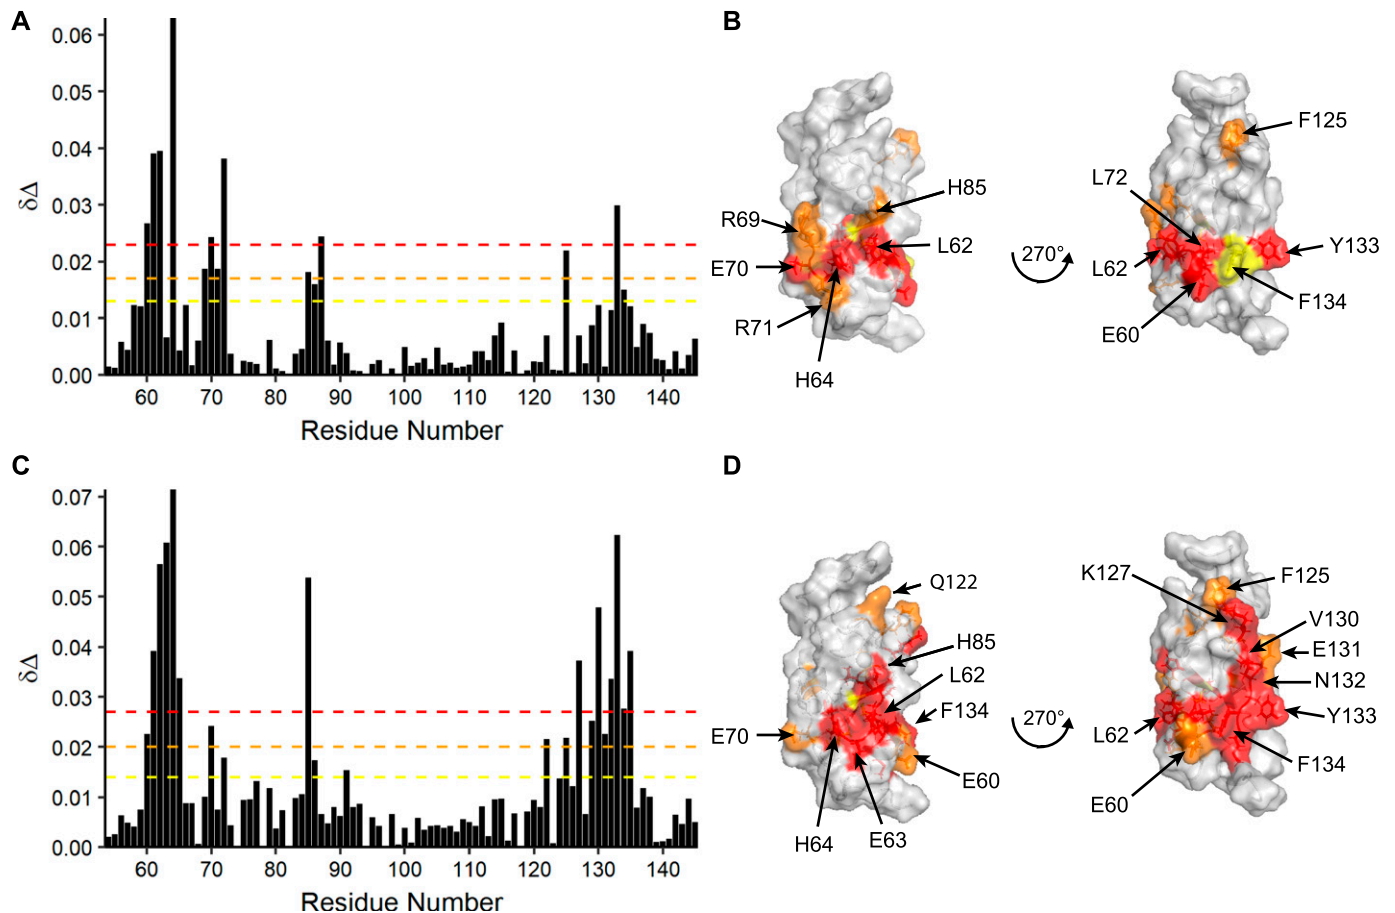 A
B
0.06
0.05
0.04
0.03
0.02
0.01
0.00
δΔ
60 70 80 90 100 110 120 130 140
Residue Number
F125
L72
H85
R69
L62
Y133
E70
270°
L62
F134
R71
E60
H64
C
D
0.07
0.06
0.05
0.04
0.03
0.02
0.01
0.00
δΔ
60 70 80 90 100 110 120 130 140
Residue Number
Q122
K127
F125
V130
H85
E131
L62
N132
F134
Y133
E70
270°
L62
F134
E60
E60
H64
E63